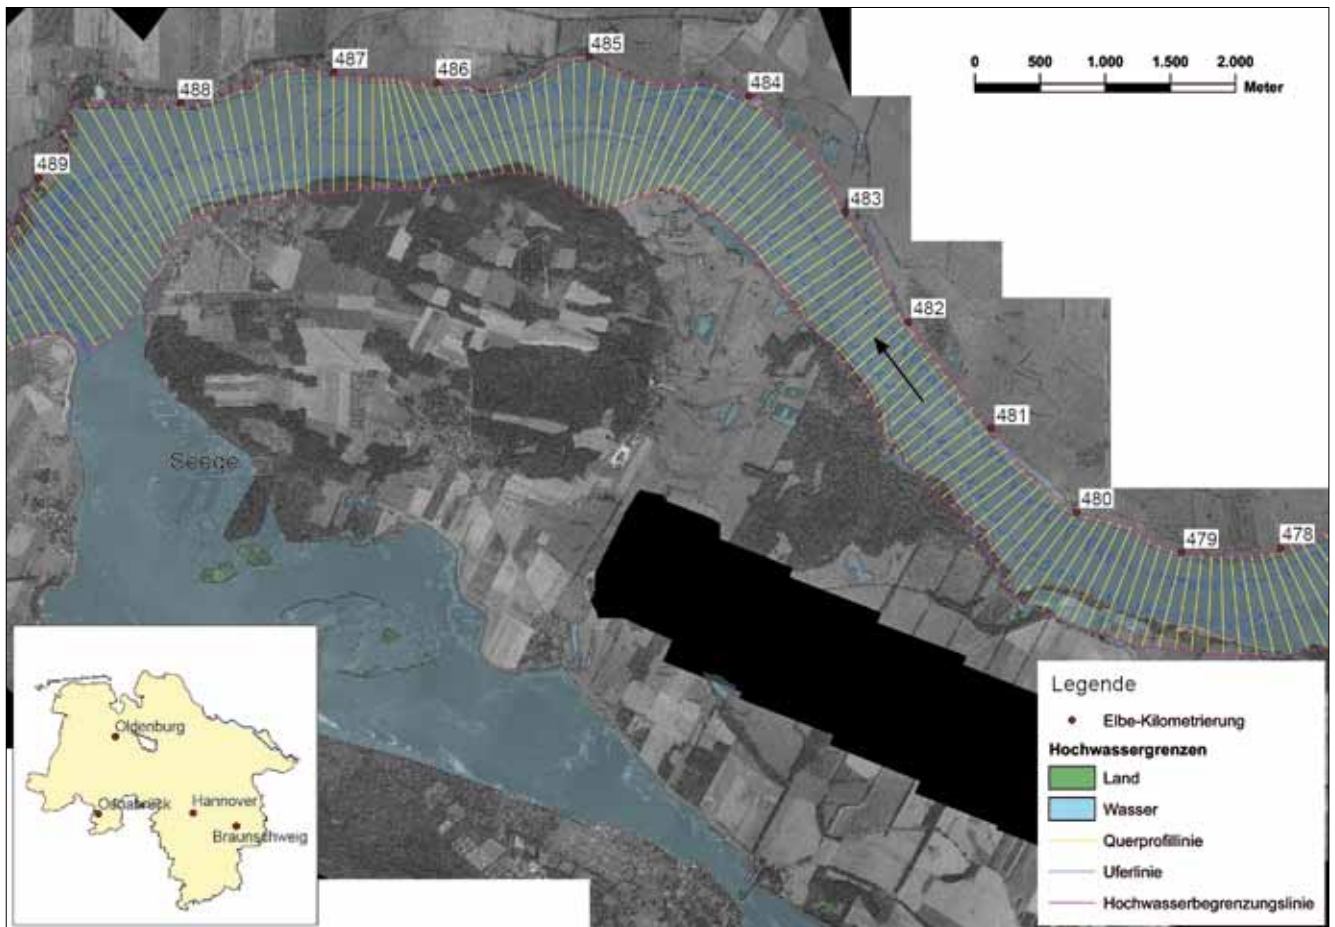 485
487
486
484
488
489
483
482
481
480
479
478
0 500 1.000 1.500 2.000
Meter
Seege
Oldenburg
Osnabrück
Hannover
Braunschweig
Legende
Elbe-Kilometrierung
Hochwassergrenzen
Land
Wasser
Querprofillinie
Uferlinie
Hochwasserbegrenzungslinie